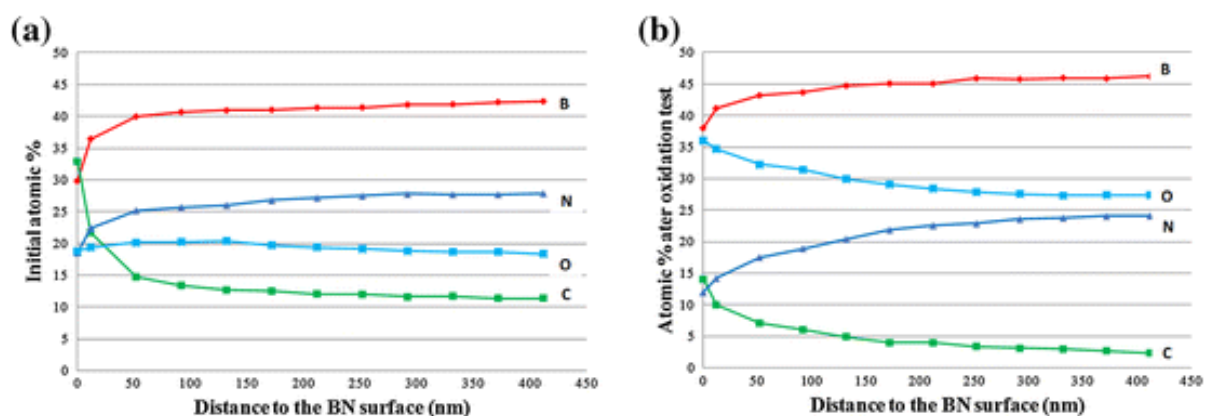 (a)
Initial atomic %
50
45
40
35
30
25
20
15
10
5
0
B
N
O
C
0 50 100 150 200 250 300 350 400 450
Distance to the BN surface (nm)
(b)
Atomic % ater oxidation test
50
45
40
35
30
25
20
15
10
5
0
B
O
N
C
0 50 100 150 200 250 300 350 400 450
Distance to the BN surface (nm)